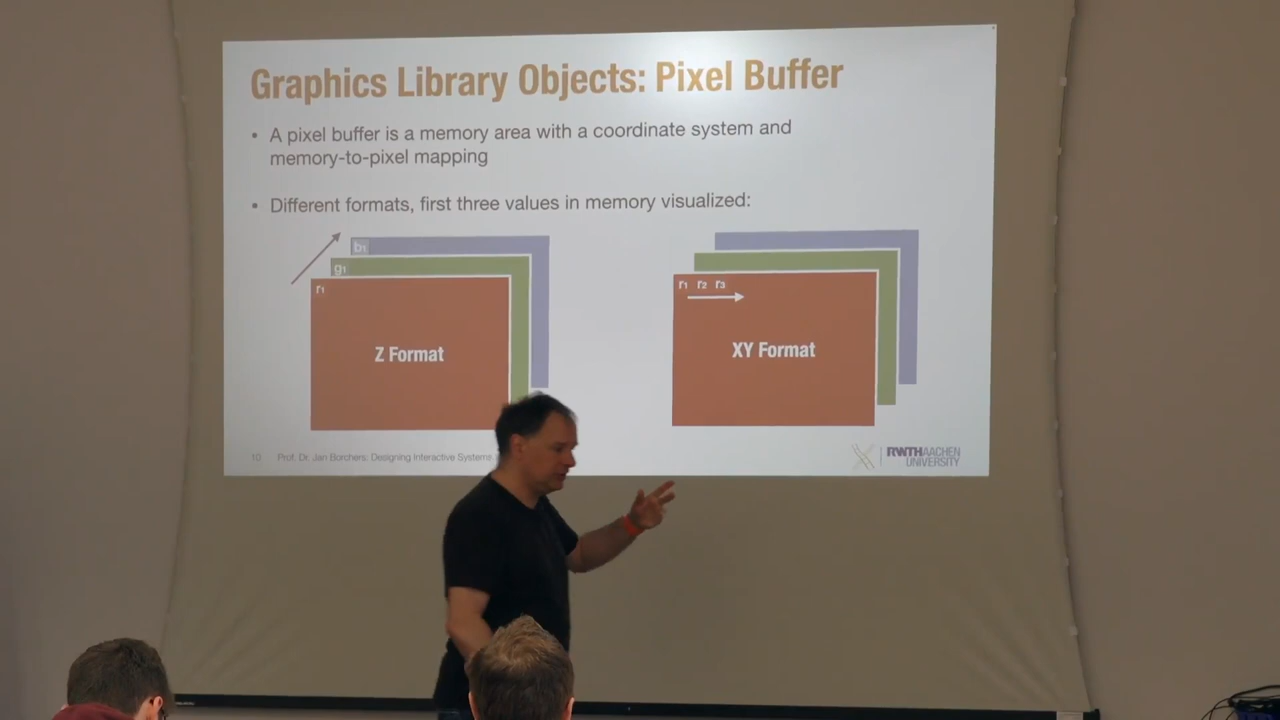 Graphics Library Objects: Pixel Buffer
• A pixel buffer is a memory area with a coordinate system and
memory-to-pixel mapping
• Different formats, first three values in memory visualized:
b1
g1
r1
Z Format
r1 r2 r3
XY Format
10 Prof. Dr. Jan Borchers: Designing Interactive Systems
RWTHAACHEN
UNIVERSITY